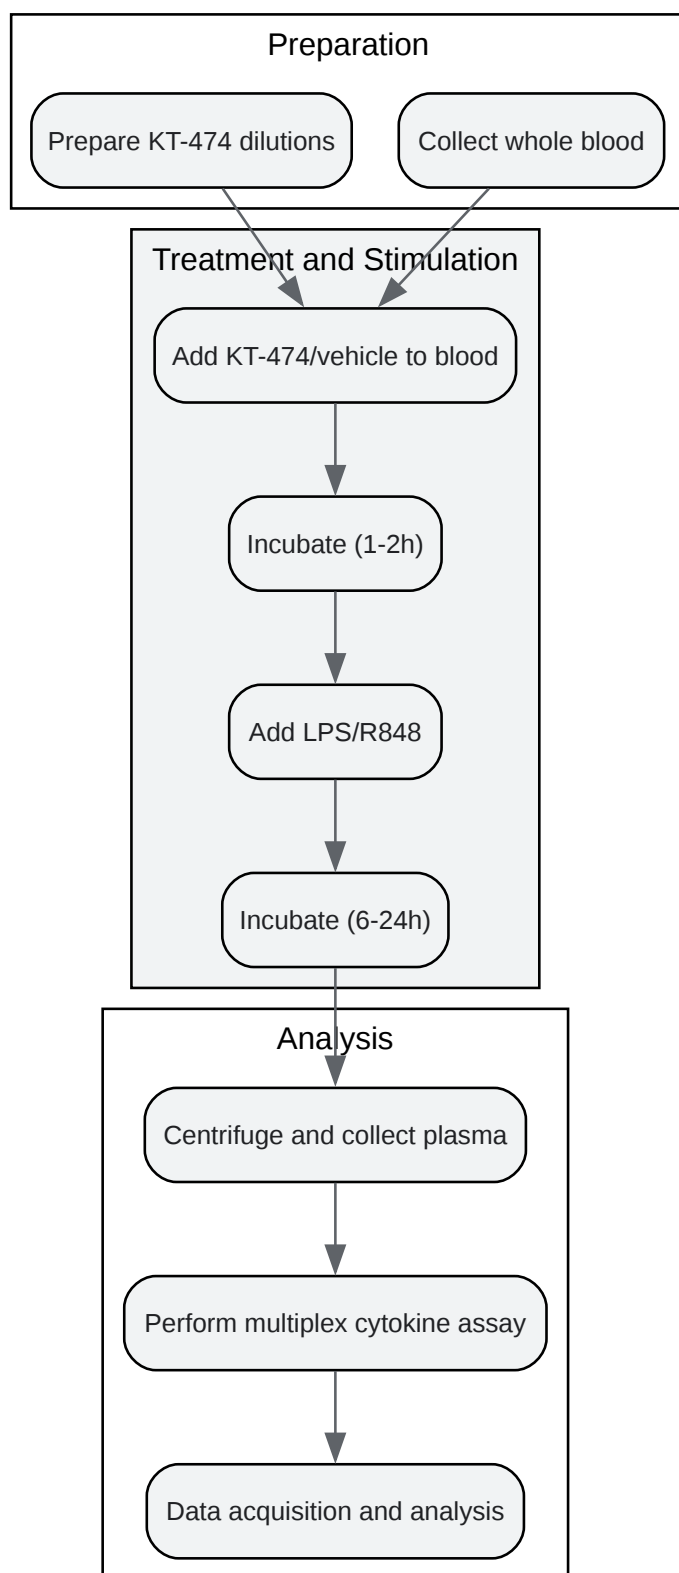 Preparation
Prepare KT-474 dilutions
Collect whole blood
Treatment and Stimulation
Add KT-474/vehicle to blood
Incubate (1-2h)
Add LPS/R848
Incubate (6-24h)
Analysis
Centrifuge and collect plasma
Perform multiplex cytokine assay
Data acquisition and analysis